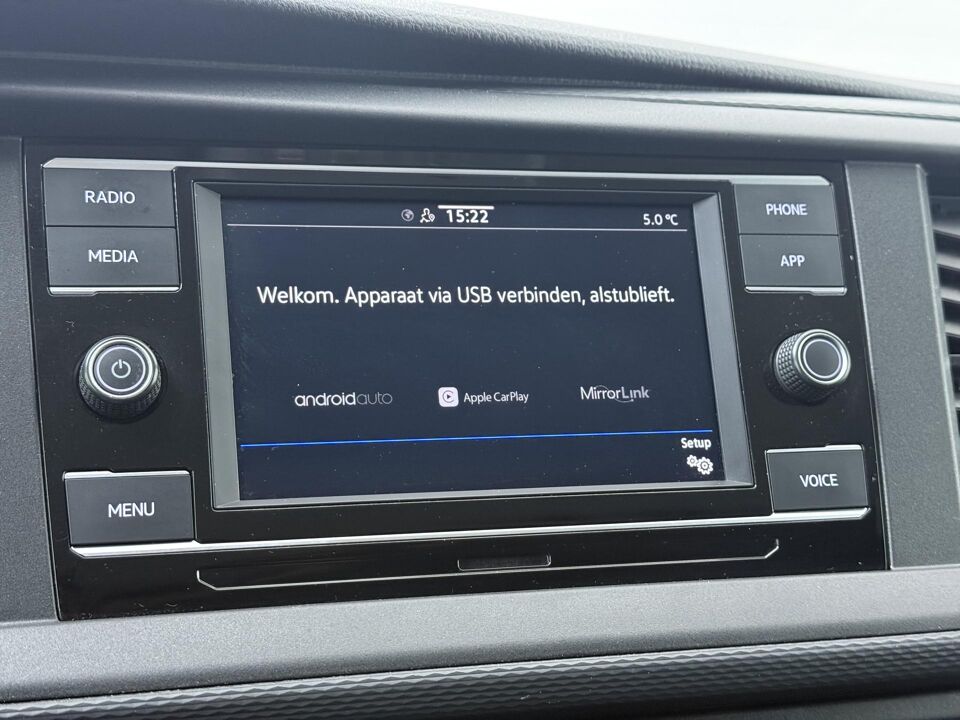 RADIO
MEDIA
MENU
15:22
5.0 °C
Welkom. Apparaat via USB verbinden, alstublieft.
androidauto
Apple CarPlay
MirrorLink
Setup
PHONE
APP
VOICE